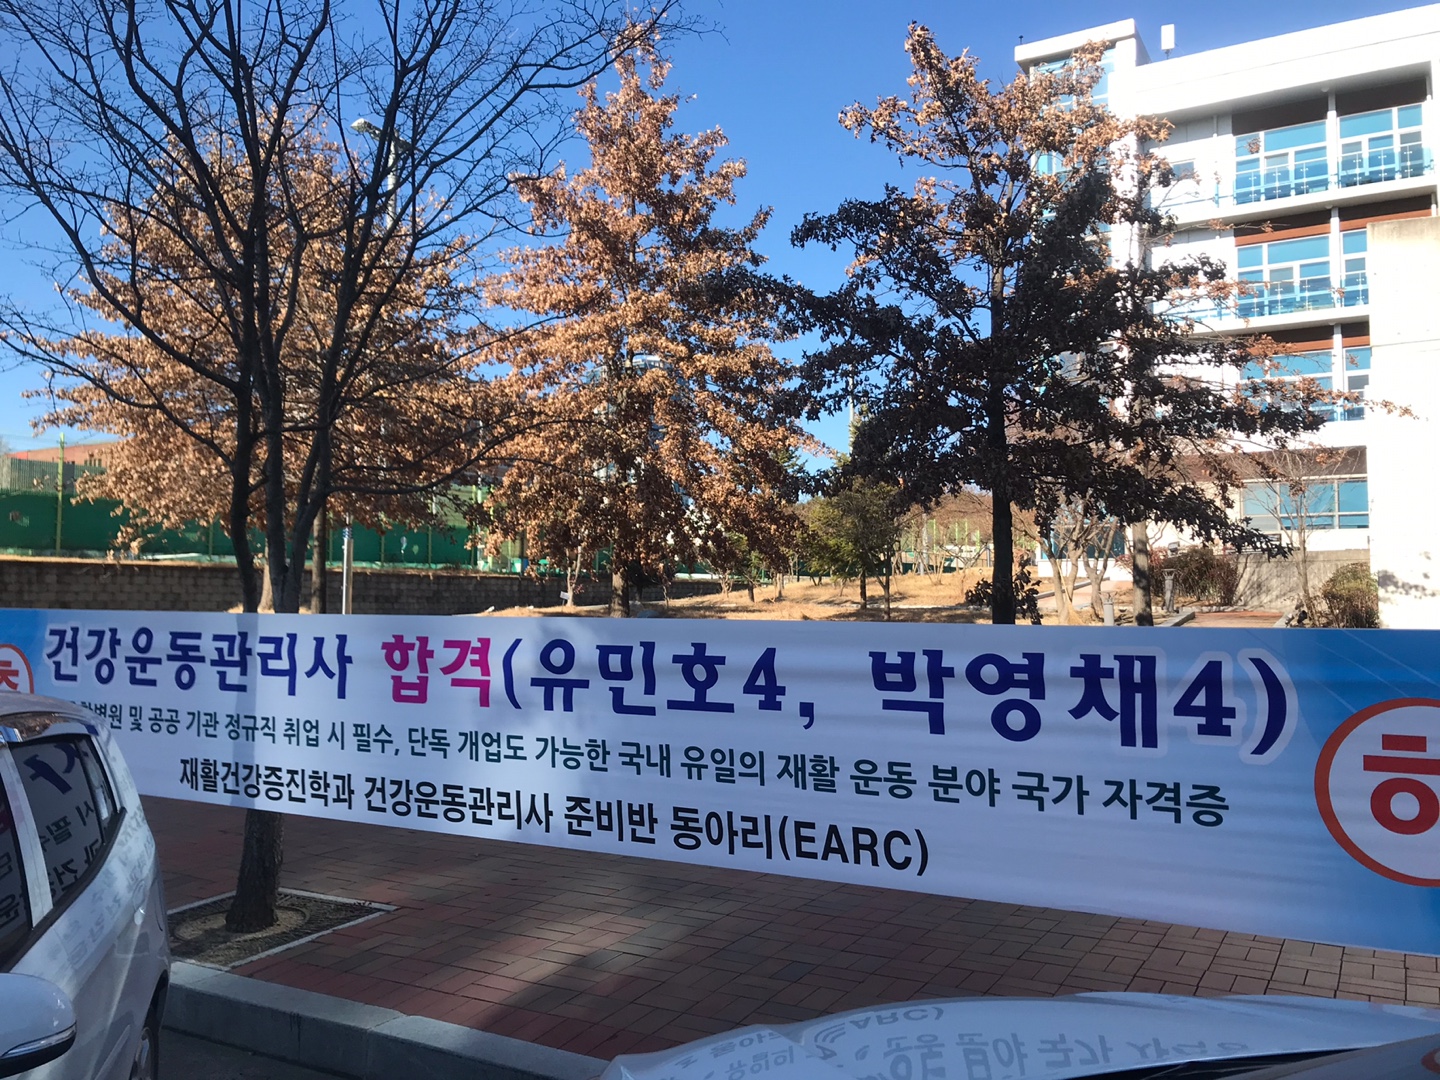 축
건강운동관리사 합격(유민호4, 박영채4)
및 공공 기관 정규직 취업 시 필수, 단독 개업도 가능한 국내 유일의 재활 운동 분야 국가 자격증
재활건강증진학과 건강운동관리사 준비반 동아리(EARC)